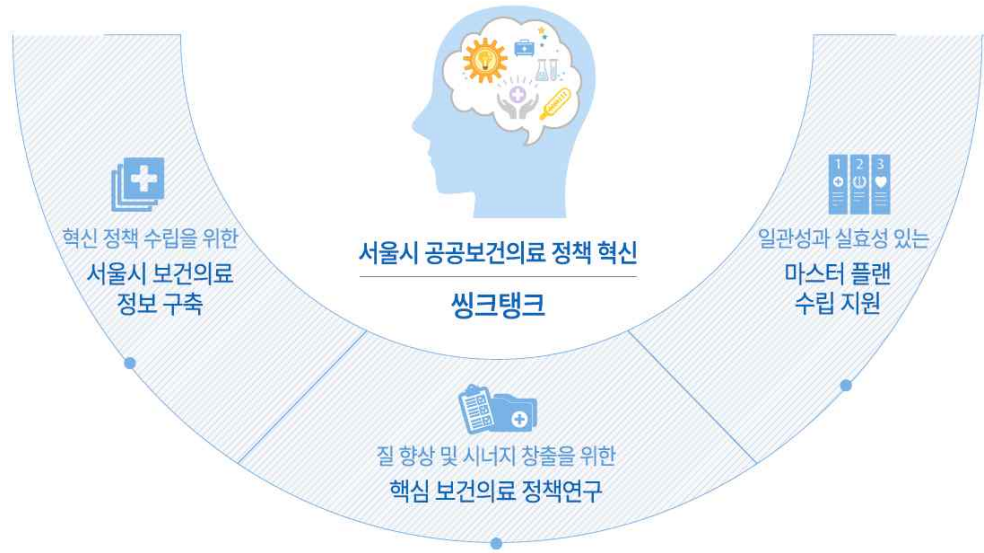 서울시 공공보건의료 정책 혁신
씽크탱크
혁신 정책 수립을 위한
서울시 보건의료
정보 구축
질 향상 및 시너지 창출을 위한
핵심 보건의료 정책연구
1 2 3
일관성과 실효성 있는
마스터 플랜
수립 지원